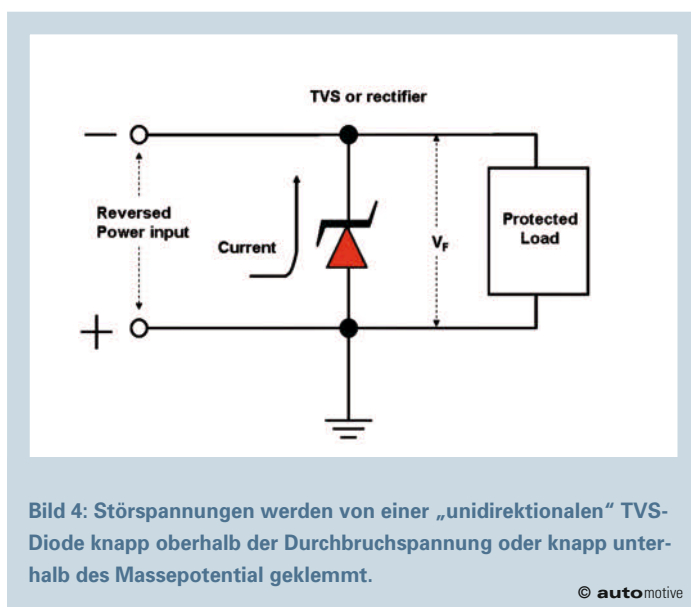 TVS or rectifier
−
Reversed
Power input
Current
V_F
Protected
Load
+
Bild 4: Störspannungen werden von einer „unidirektionalen“ TVS-
Diode knapp oberhalb der Durchbruchspannung oder knapp unter-
halb des Massepotential geklemmt.
© automotive